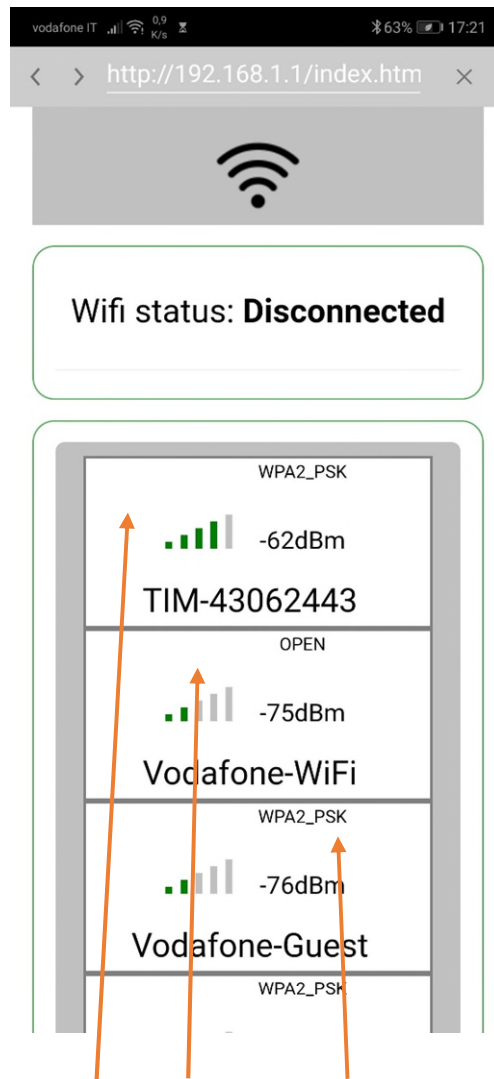 vodafone IT 0,9 K/s 63% 17:21
http://192.168.1.1/index.htm
Wifi status: Disconnected
WPA2_PSK
-62dBm
TIM-43062443
OPEN
-75dBm
Vodafone-WiFi
WPA2_PSK
-76dBm
Vodafone-Guest
WPA2_PSK